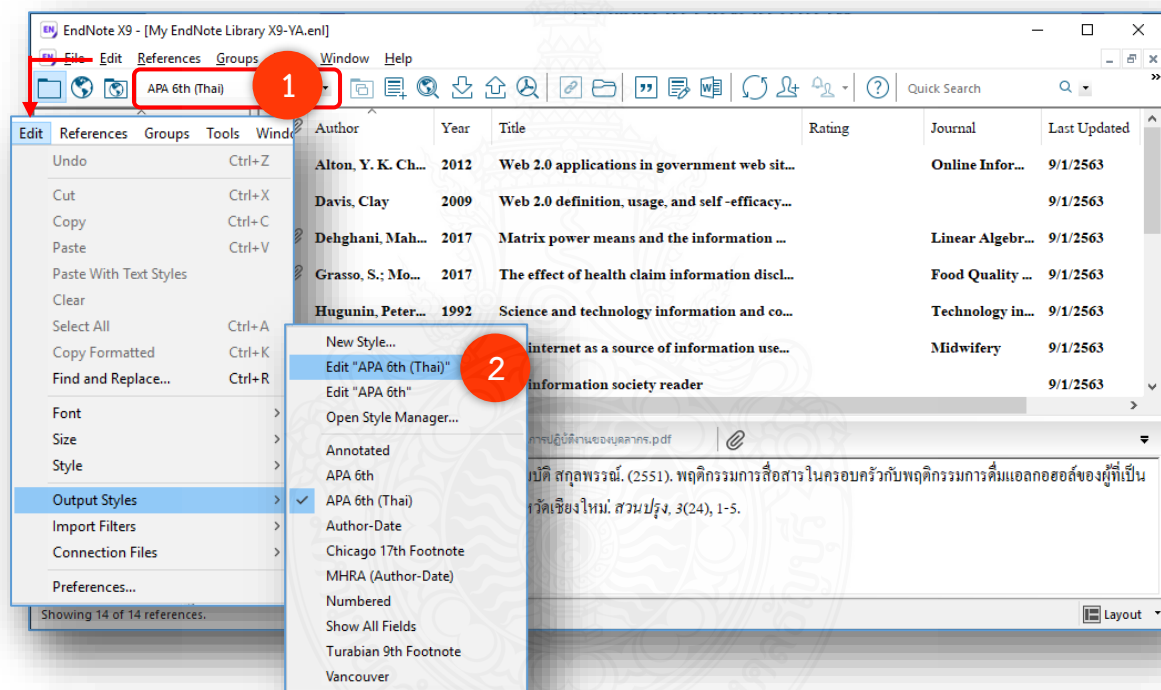 EndNote X9 - [My EndNote Library X9-YA.enl]
File Edit References Groups Window Help
APA 6th (Thai)
1
Quick Search
Edit References Groups Tools Windo
Author Year Title Rating Journal Last Updated
Undo Ctrl+Z
Cut Ctrl+X
Copy Ctrl+C
Paste Ctrl+V
Paste With Text Styles
Clear
Select All Ctrl+A
Copy Formatted Ctrl+K
Find and Replace... Ctrl+R
Font
Size
Style
Output Styles
Import Filters
Connection Files
Preferences...
Alton, Y. K. Ch... 2012 Web 2.0 applications in government web sit... Online Infor... 9/1/2563
Davis, Clay 2009 Web 2.0 definition, usage, and self -efficacy... 9/1/2563
Dehghani, Mah... 2017 Matrix power means and the information ... Linear Algebr... 9/1/2563
Grasso, S.; Mo... 2017 The effect of health claim information discl... Food Quality ... 9/1/2563
Hugunin, Peter... 1992 Science and technology information and co... Technology in... 9/1/2563
internet as a source of information use... Midwifery 9/1/2563
information society reader 9/1/2563
New Style...
Edit "APA 6th (Thai)"
2
Edit "APA 6th"
Open Style Manager...
Annotated
APA 6th
APA 6th (Thai)
Author-Date
Chicago 17th Footnote
MHRA (Author-Date)
Numbered
Show All Fields
Turabian 9th Footnote
Vancouver
การปฏิบัติงานของบุคลากร.pdf
บัติ สกุลพรรณ์. (2551). พฤติกรรมการสื่อสารในครอบครัวกับพฤติกรรมการดื่มแอลกอฮอล์ของผู้ที่เป็น
วัดเชียงใหม่. สวนปรุง, 3(24), 1-5.
Showing 14 of 14 references.
Layout